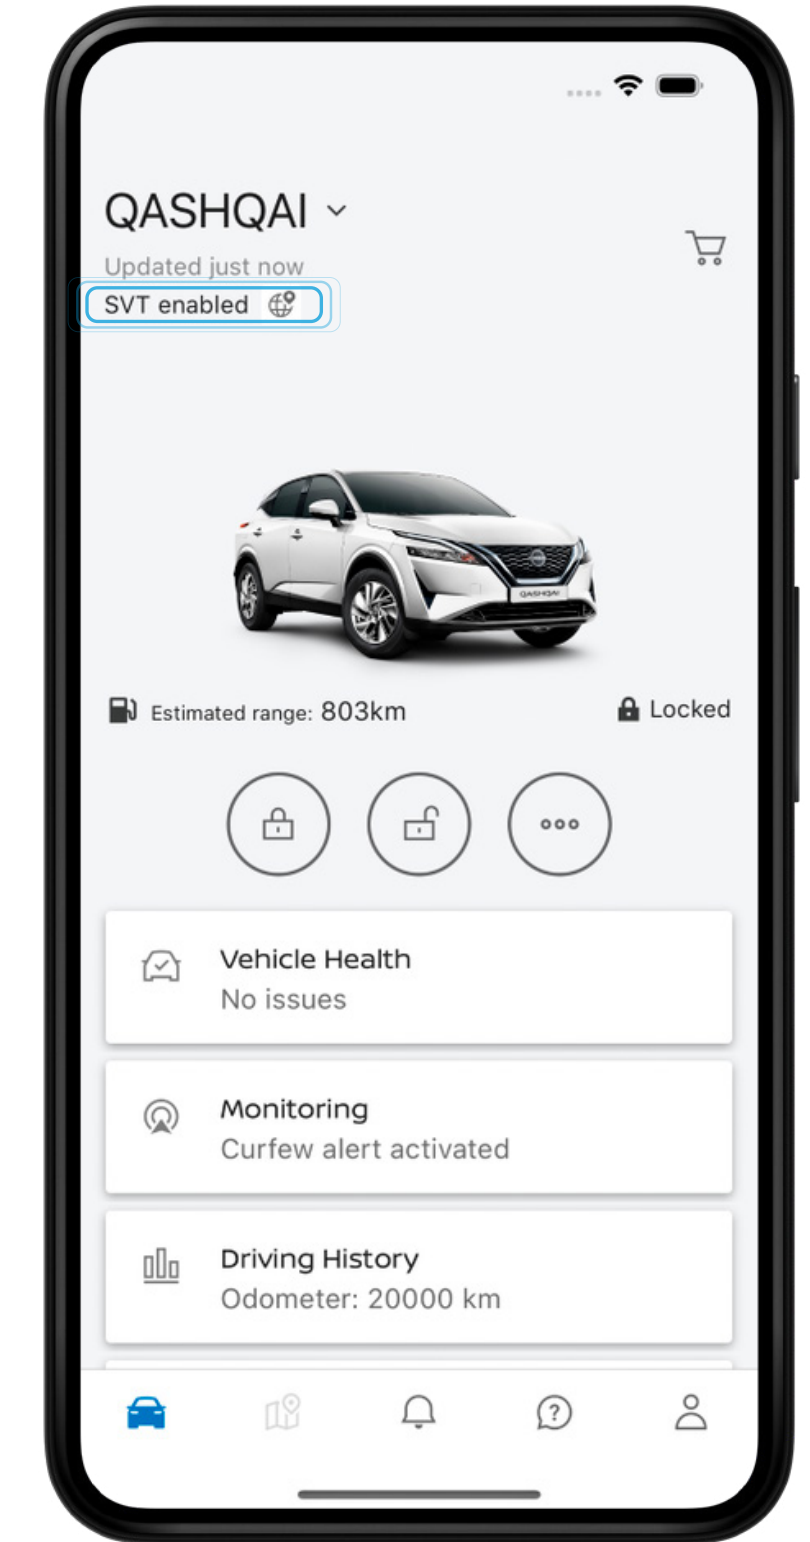 QASHQAI
Updated just now
SVT enabled
QASHQAI
Estimated range: 803km
Locked
Vehicle Health
No issues
Monitoring
Curfew alert activated
Driving History
Odometer: 20000 km
?